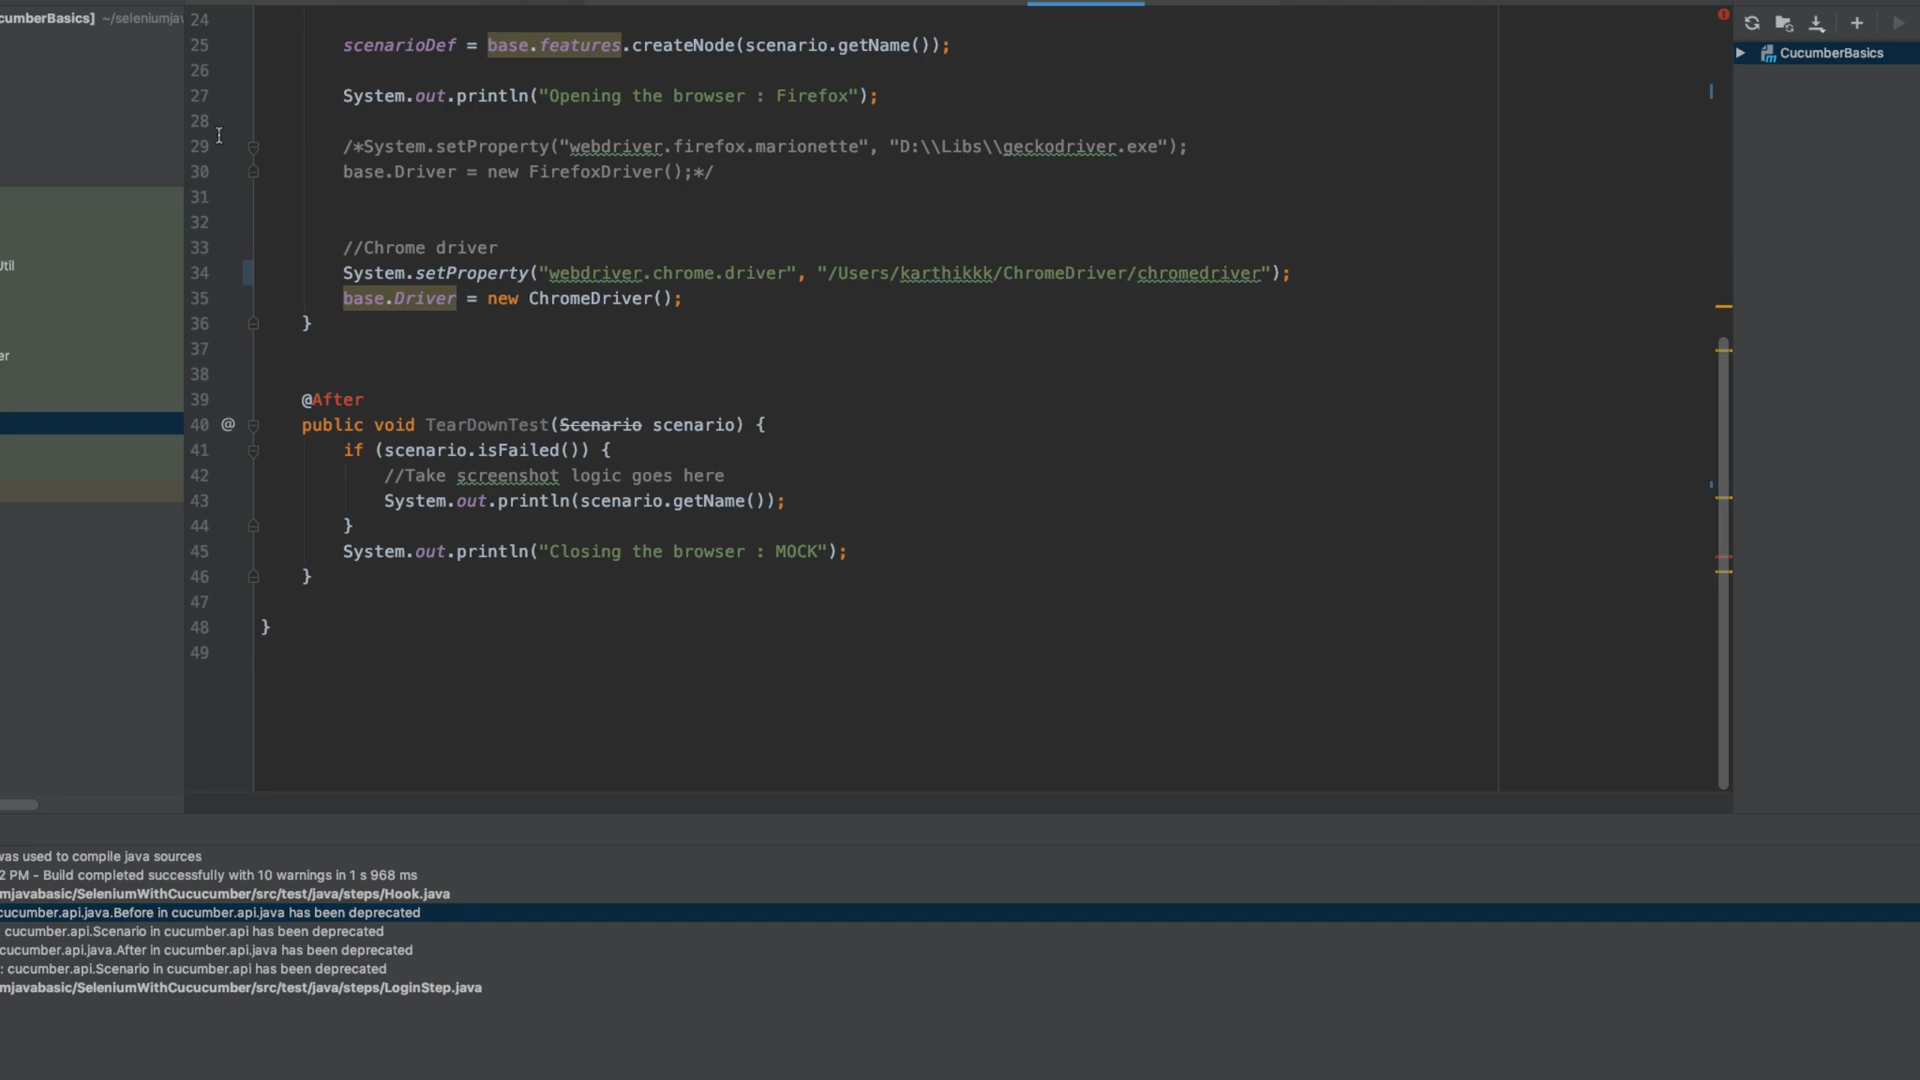 cumberBasics] ~/seleniumjav
24
25 scenarioDef = base.features.createNode(scenario.getName());
26
27 System.out.println("Opening the browser : Firefox");
28
29 /*System.setProperty("webdriver.firefox.marionette", "D:\\Libs\\geckodriver.exe");
30 base.Driver = new FirefoxDriver();*/
31
32
33 //Chrome driver
34 System.setProperty("webdriver.chrome.driver", "/Users/karthikkk/ChromeDriver/chromedriver");
35 base.Driver = new ChromeDriver();
36 }
37
38
39 @After
40 @ public void TearDownTest(Scenario scenario) {
41 if (scenario.isFailed()) {
42 //Take screenshot logic goes here
43 System.out.println(scenario.getName());
44 }
45 System.out.println("Closing the browser : MOCK");
46 }
47
48 }
49
Util
er
CucumberBasics
was used to compile java sources
2 PM - Build completed successfully with 10 warnings in 1 s 968 ms
mjavabasic/SeleniumWithCucucumber/src/test/java/steps/Hook.java
cucumber.api.java.Before in cucumber.api.java has been deprecated
cucumber.api.Scenario in cucumber.api has been deprecated
cucumber.api.java.After in cucumber.api.java has been deprecated
: cucumber.api.Scenario in cucumber.api has been deprecated
mjavabasic/SeleniumWithCucucumber/src/test/java/steps/LoginStep.java